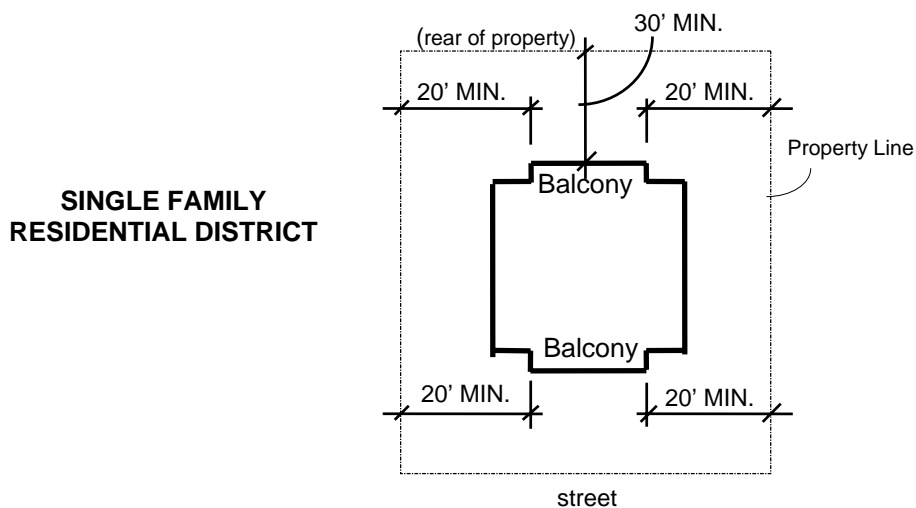 30’ MIN.
(rear of property)
20’ MIN.
20’ MIN.
Property Line
Balcony
SINGLE FAMILY
RESIDENTIAL DISTRICT
Balcony
20’ MIN.
20’ MIN.
street